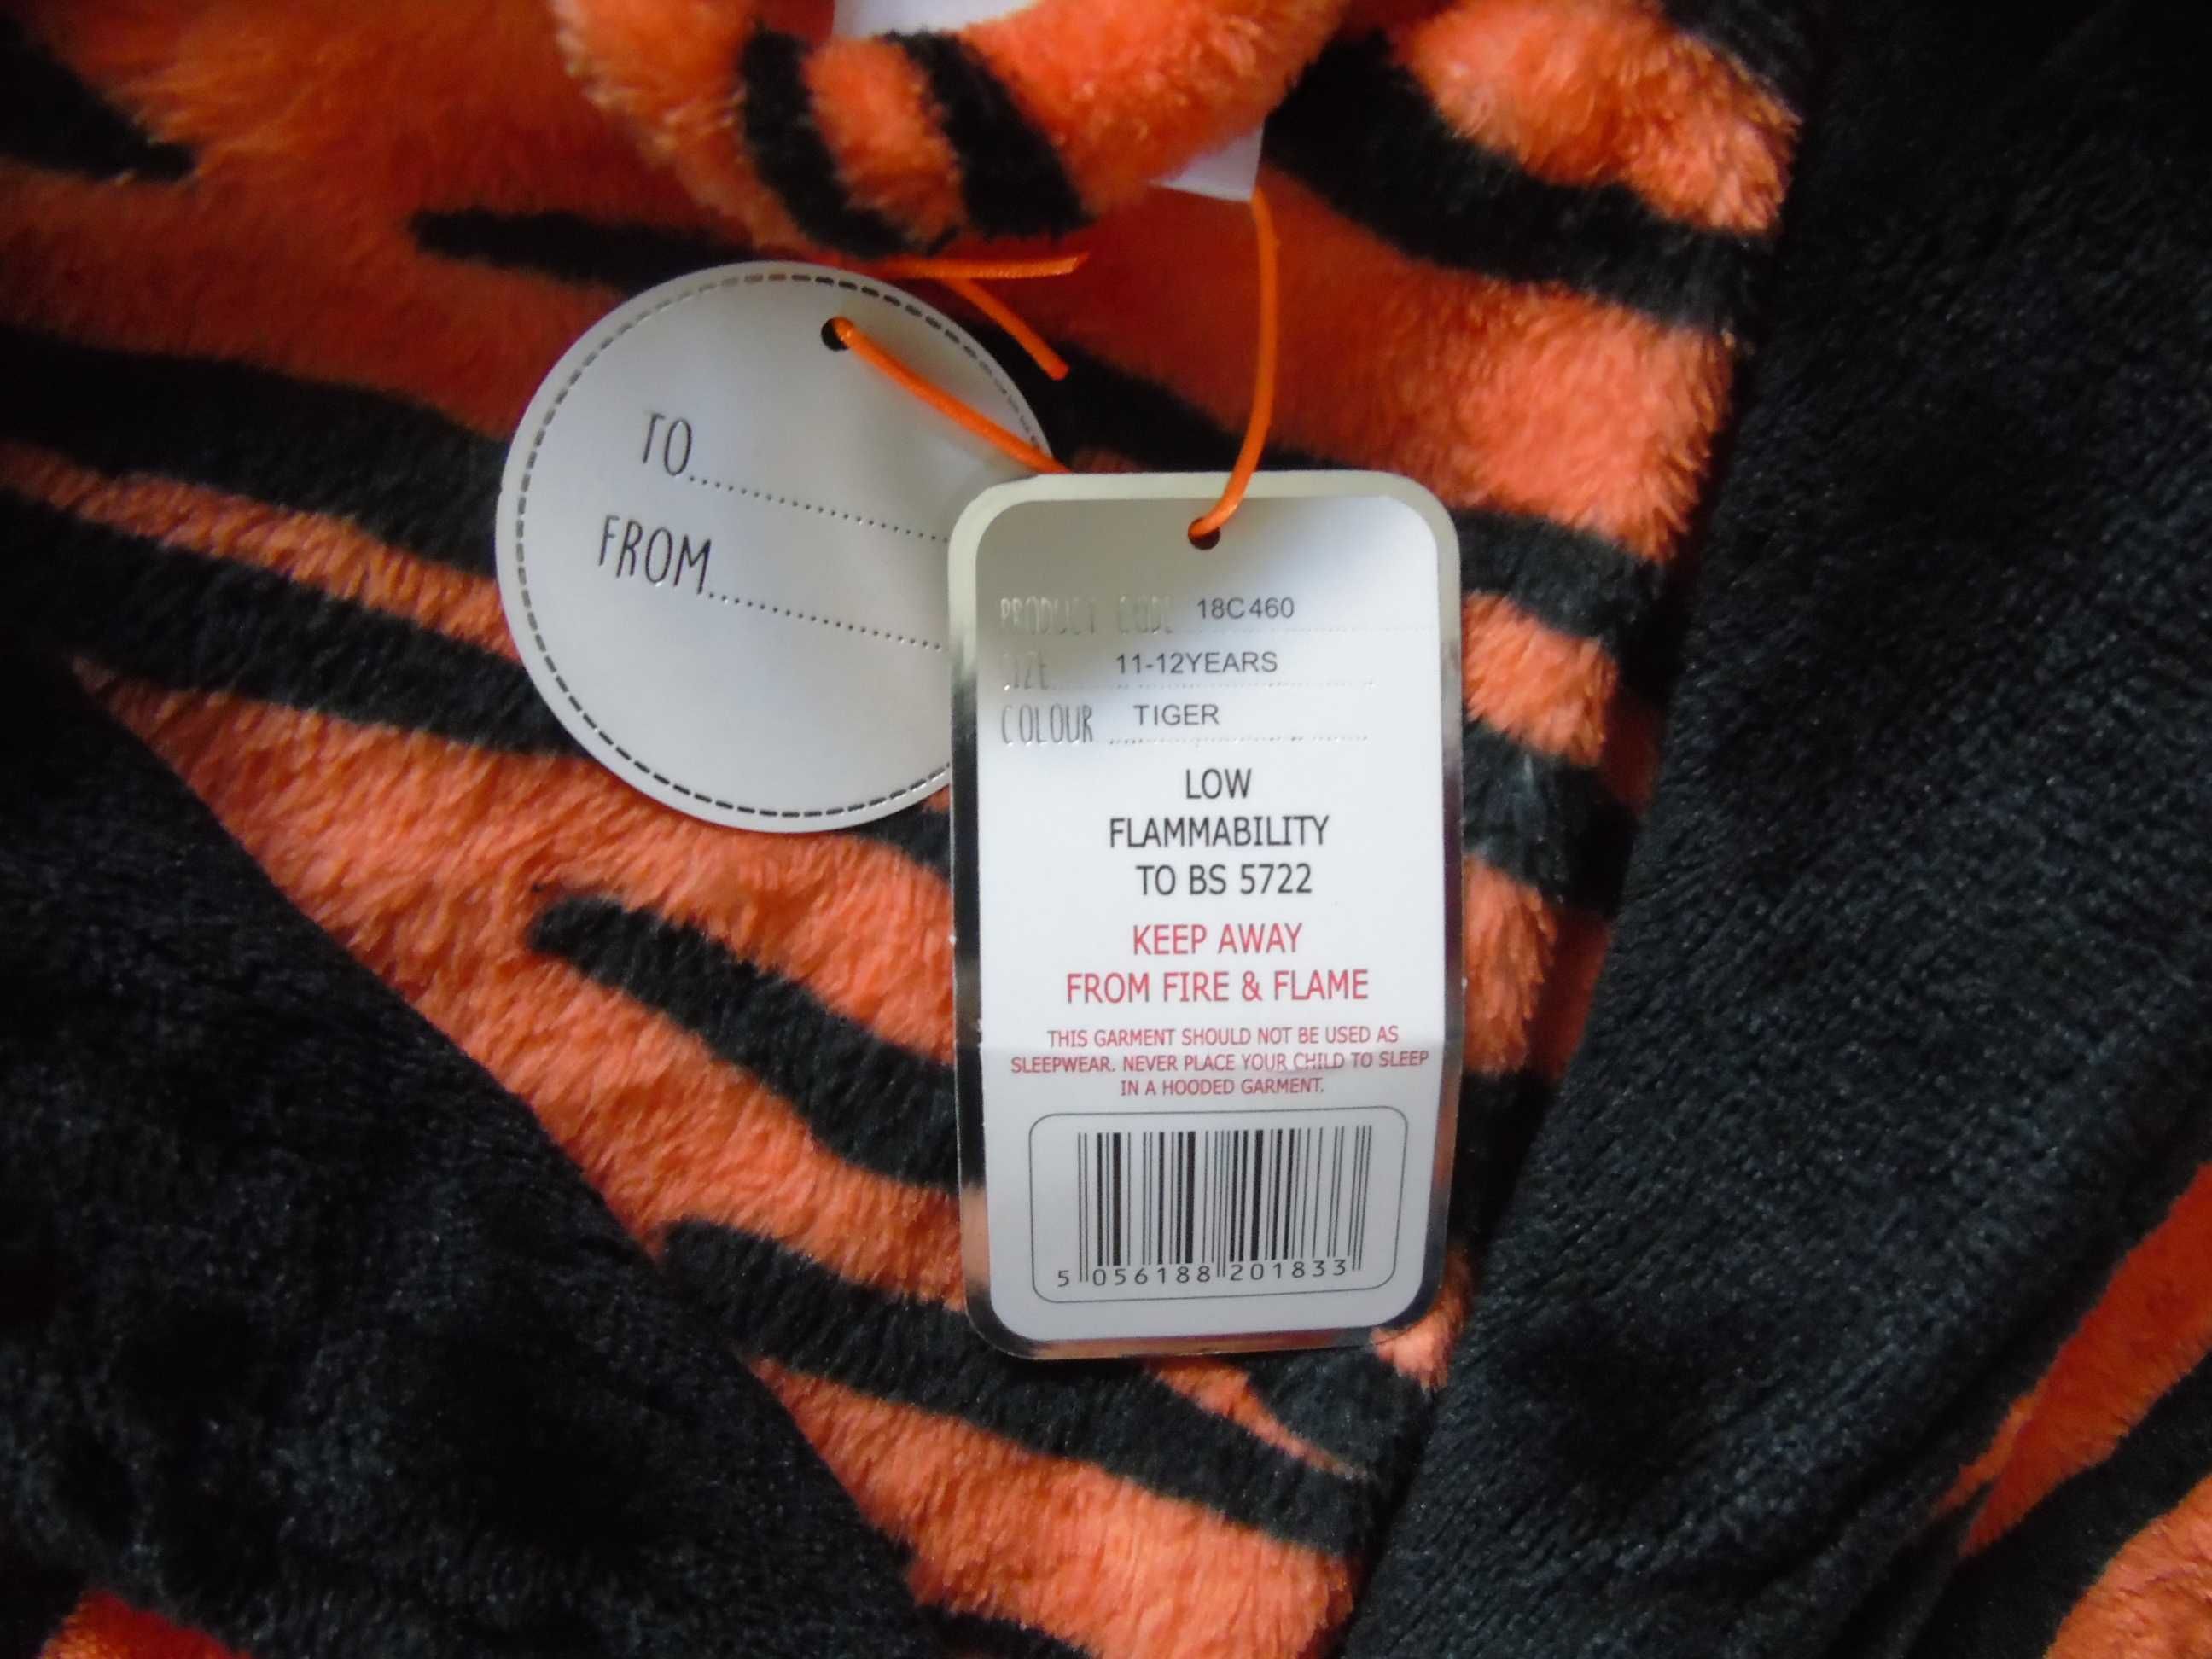 TO..........................
FROM..........................
PRODUCT CODE 18C460
SIZE 11-12YEARS
COLOUR TIGER
LOW
FLAMMABILITY
TO BS 5722
KEEP AWAY
FROM FIRE & FLAME
THIS GARMENT SHOULD NOT BE USED AS
SLEEPWEAR. NEVER PLACE YOUR CHILD TO SLEEP
IN A HOODED GARMENT.
5 056188 201833